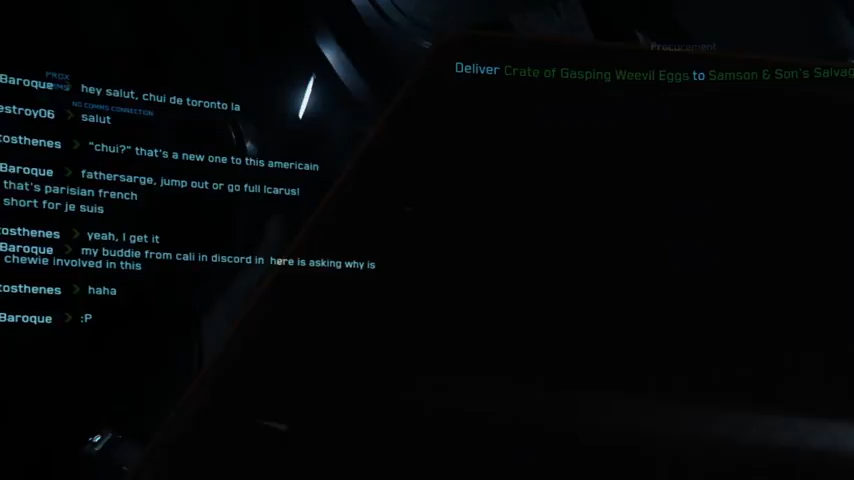 Procurement
Deliver Crate of Gasping Weevil Eggs to Samson & Son's Salvag
PROX
NO COMMS CONNECTION
Baroque > hey salut, chui de toronto la
estroy06 > salut
tosthenes > "chui?" that's a new one to this americain
Baroque > fathersarge, jump out or go full Icarus!
that's parisian french
short for je suis
tosthenes > yeah, I get it
Baroque > my buddie from cali in discord in here is asking why is
chewie involved in this
tosthenes > haha
Baroque > :P